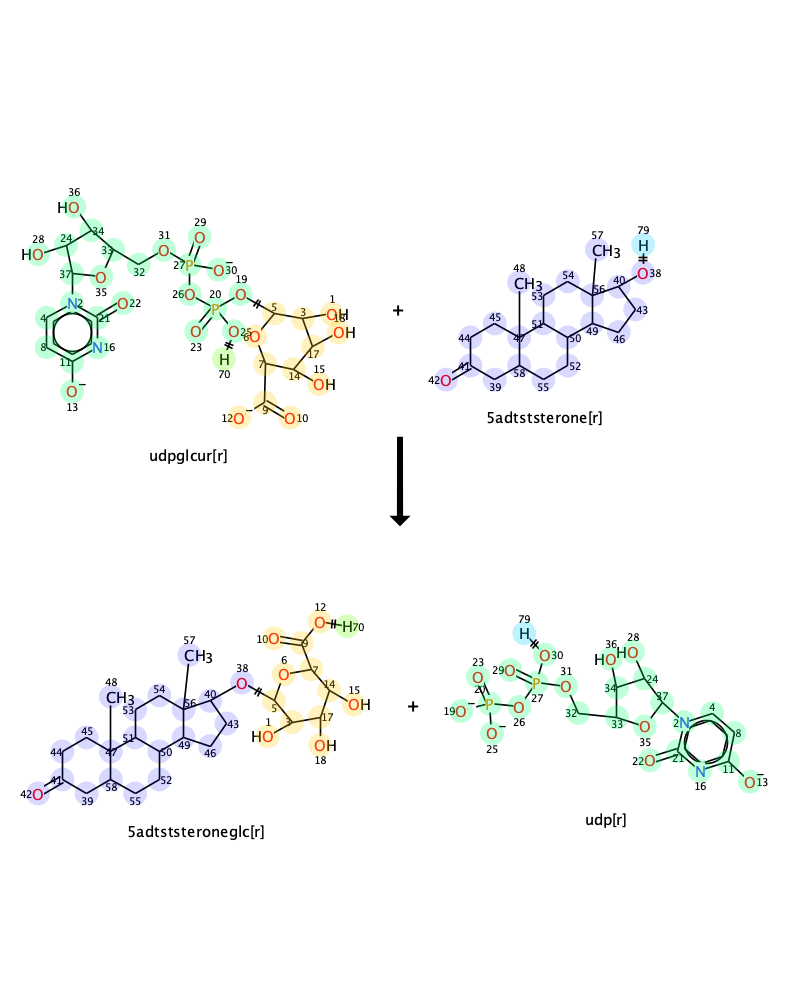 36
HO
29
O
28
HO
24
34
31
O
33
27
P
O
30
32
37
O
35
26
O
19
O
20
P
5
3
1
OH
18
OH
N
2
O
22
4
21
8
N
16
11
O
13
O
23
O
25
O
6
H
70
7
17
14
15
OH
9
12
O
O
10
+
57
CH3
79
H
48
CH3
54
53
56
40
O
38
45
51
43
44
47
50
49
46
41
42
O
39
58
55
52
5adtststerone[r]
udpglcur[r]
12
O
H
70
10
O
9
57
CH3
6
O
7
38
O
14
15
OH
48
CH3
54
40
53
56
5
3
17
1
HO
OH
18
45
51
43
44
47
50
49
46
41
42
O
39
58
55
52
5adtststeroneglc[r]
+
79
H
28
HO
36
HO
O
30
23
O
29
O
P
27
31
O
24
34
37
20
P
19
O
O
26
32
33
O
35
4
2
N
8
O
25
22
O
21
N
16
11
O
13
udp[r]